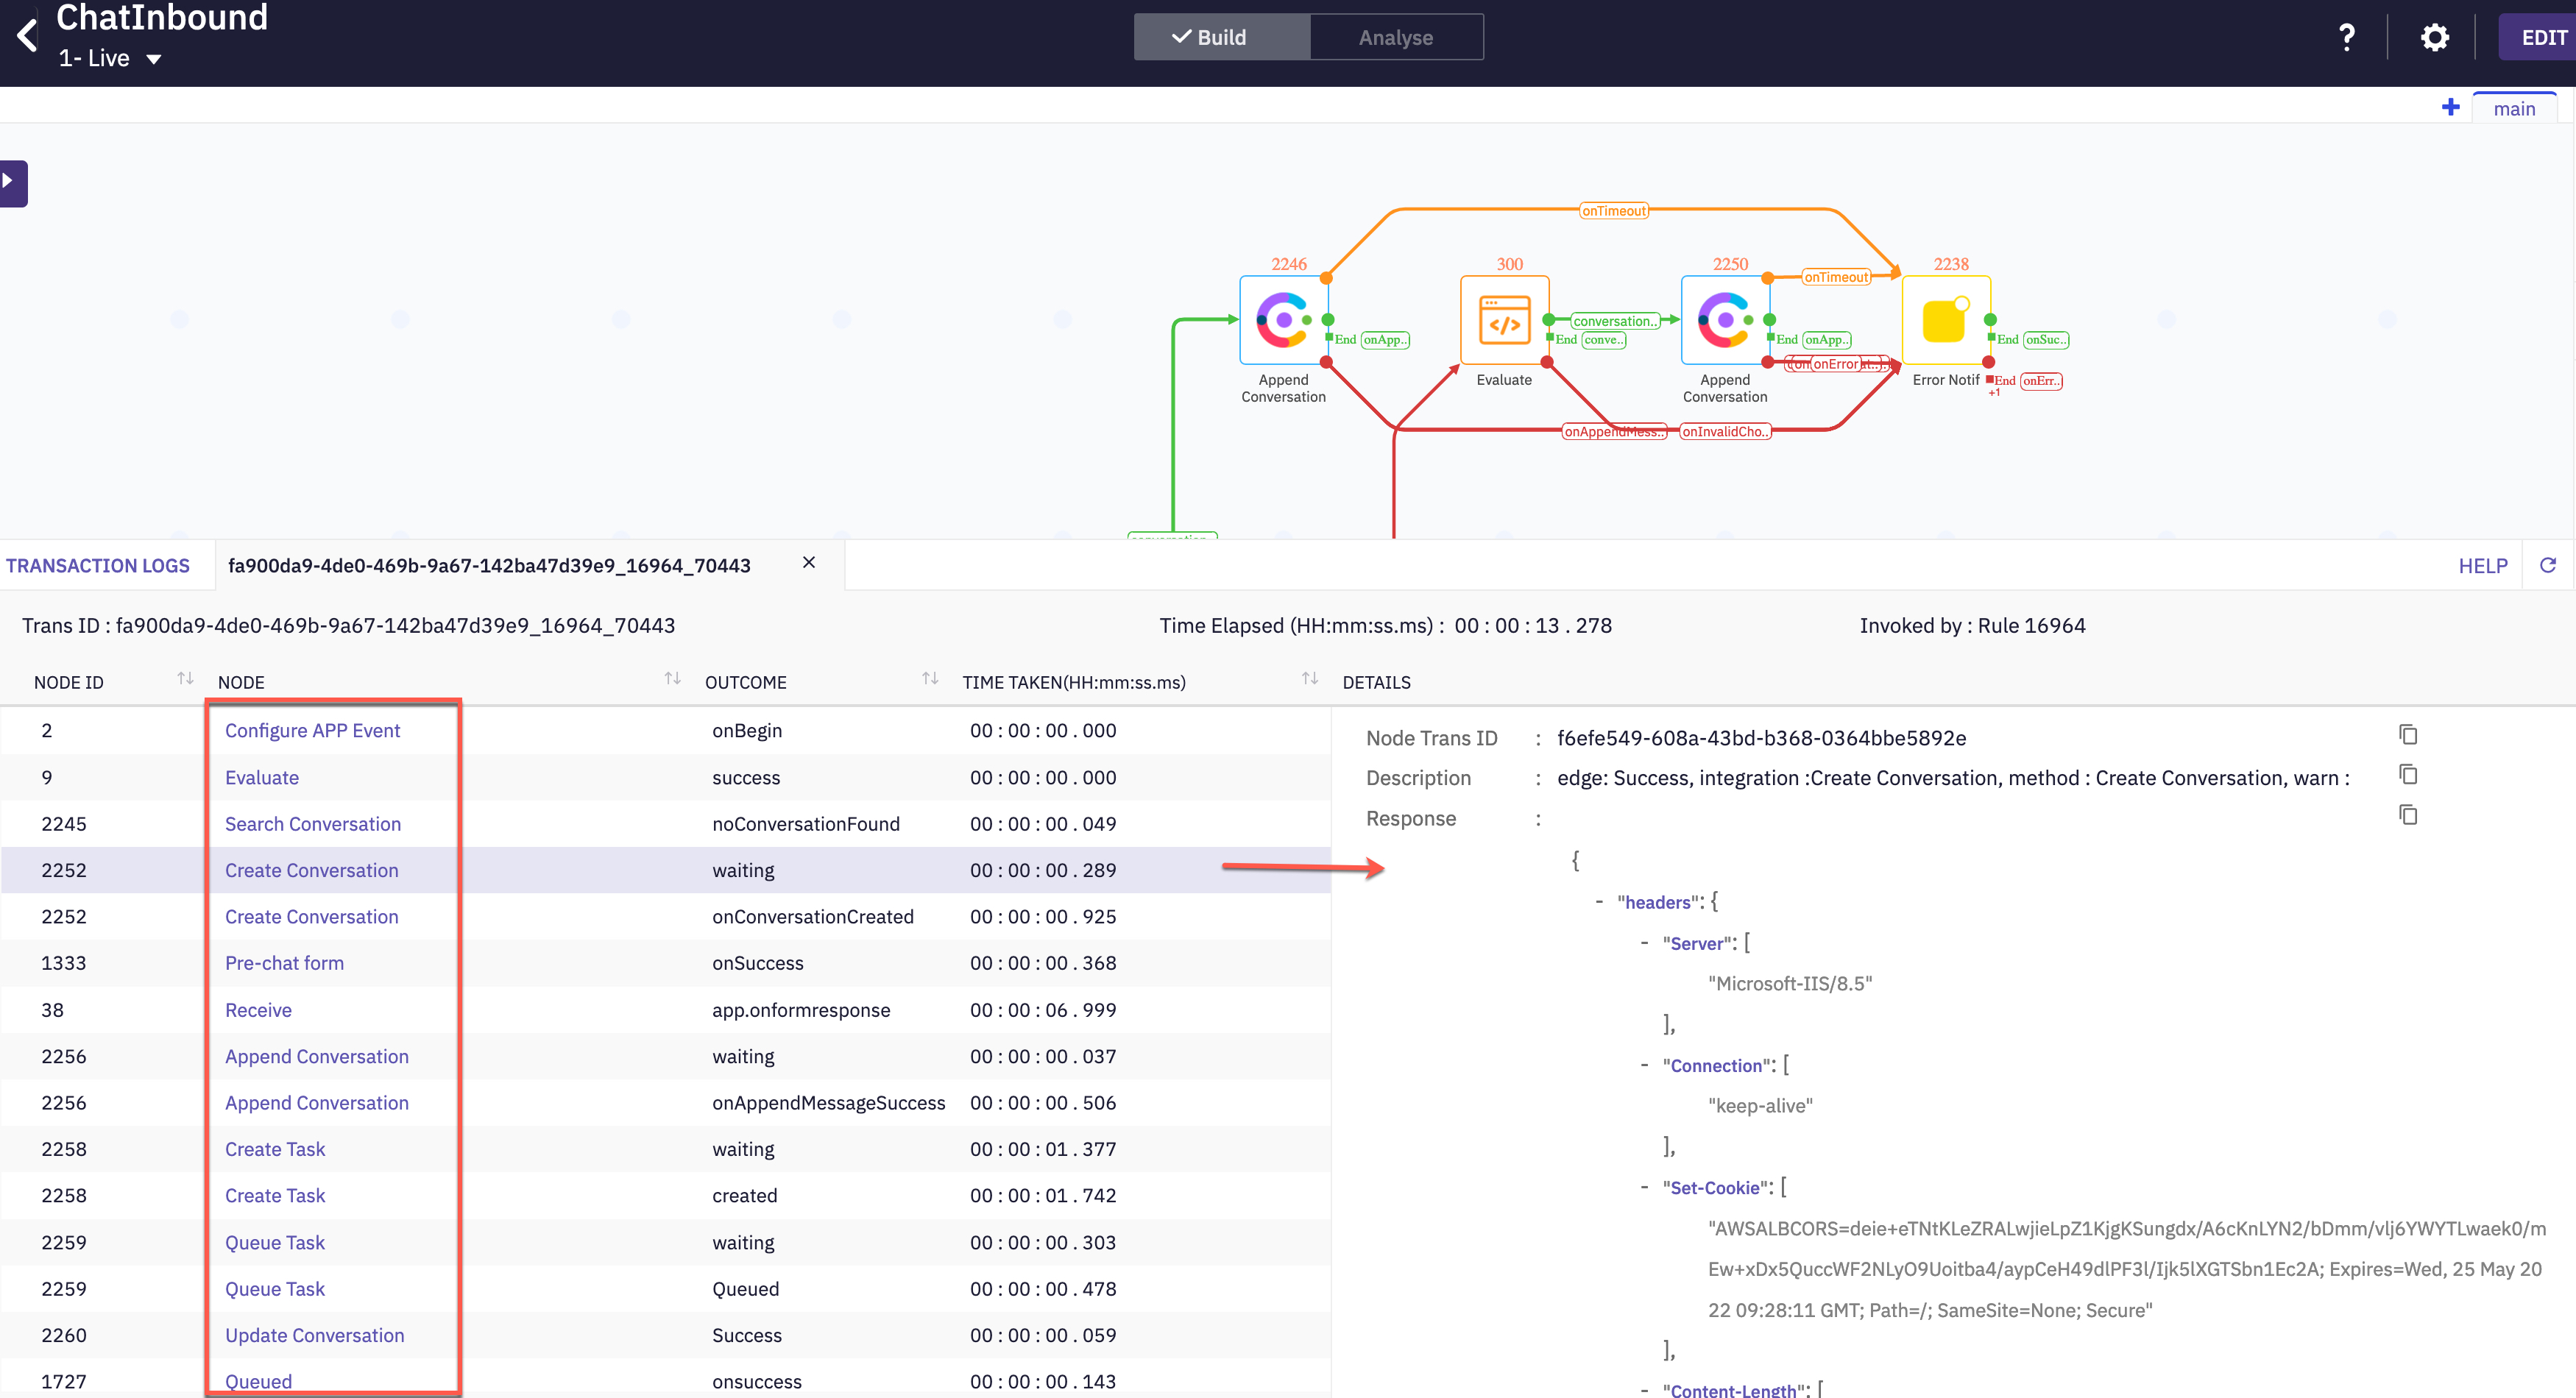 ChatInbound
1- Live
Build
Analyse
?
EDIT
+ main
onTimeout
2246
300
2250
2238
onTimeout
conversation..
End onApp..
End conve..
End onApp..
End onSuc..
onError
Append
Conversation
Evaluate
Append
Conversation
Error Notif
End onErr..
+1
onAppendMess..
onInvalidCho..
TRANSACTION LOGS
fa900da9-4de0-469b-9a67-142ba47d39e9_16964_70443
HELP
Trans ID : fa900da9-4de0-469b-9a67-142ba47d39e9_16964_70443
Time Elapsed (HH:mm:ss.ms) : 00 : 00 : 13 . 278
Invoked by : Rule 16964
NODE ID NODE OUTCOME TIME TAKEN(HH:mm:ss.ms) DETAILS
2 Configure APP Event onBegin 00 : 00 : 00 . 000
9 Evaluate success 00 : 00 : 00 . 000
2245 Search Conversation noConversationFound 00 : 00 : 00 . 049
2252 Create Conversation waiting 00 : 00 : 00 . 289
2252 Create Conversation onConversationCreated 00 : 00 : 00 . 925
1333 Pre-chat form onSuccess 00 : 00 : 00 . 368
38 Receive app.onformresponse 00 : 00 : 06 . 999
2256 Append Conversation waiting 00 : 00 : 00 . 037
2256 Append Conversation onAppendMessageSuccess 00 : 00 : 00 . 506
2258 Create Task waiting 00 : 00 : 01 . 377
2258 Create Task created 00 : 00 : 01 . 742
2259 Queue Task waiting 00 : 00 : 00 . 303
2259 Queue Task Queued 00 : 00 : 00 . 478
2260 Update Conversation Success 00 : 00 : 00 . 059
1727 Queued onsuccess 00 : 00 : 00 . 143
Node Trans ID : f6efe549-608a-43bd-b368-0364bbe5892e
Description : edge: Success, integration :Create Conversation, method : Create Conversation, warn :
Response :
{
- "headers": {
- "Server": [
"Microsoft-IIS/8.5"
],
- "Connection": [
"keep-alive"
],
- "Set-Cookie": [
"AWSALBCORS=deie+eTNtKLeZRALwjieLpZ1KjgKSungdx/A6cKnLYN2/bDmm/vlj6YWYTLwaek0/m
Ew+xDx5QuccWF2NLyO9Uoitba4/aypCeH49dlPF3l/Ijk5lXGTSbn1Ec2A; Expires=Wed, 25 May 20
22 09:28:11 GMT; Path=/; SameSite=None; Secure"
],
- "Content-Length": [